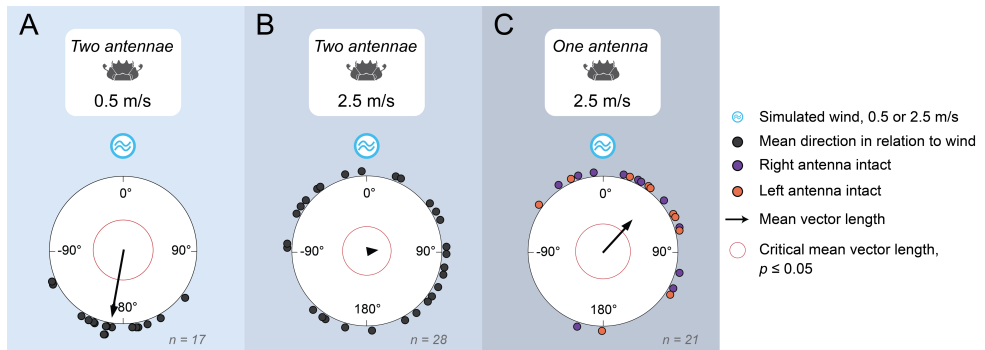 A
Two antennae
0.5 m/s
0°
-90°
90°
180°
n = 17
B
Two antennae
2.5 m/s
0°
-90°
90°
180°
n = 28
C
One antenna
2.5 m/s
0°
-90°
90°
180°
n = 21
Simulated wind, 0.5 or 2.5 m/s
Mean direction in relation to wind
Right antenna intact
Left antenna intact
Mean vector length
Critical mean vector length,
p ≤ 0.05